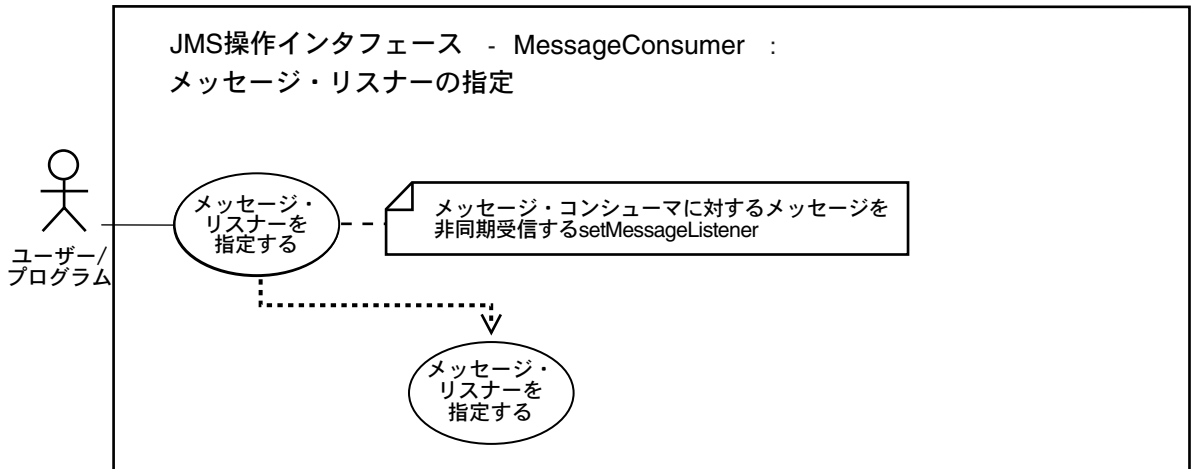 JMS操作インタフェース - MessageConsumer :
メッセージ・リスナーの指定
メッセージ・
リスナーを
指定する
メッセージ・コンシューマに対するメッセージを
非同期受信するsetMessageListener
ユーザー/
プログラム
メッセージ・
リスナーを
指定する